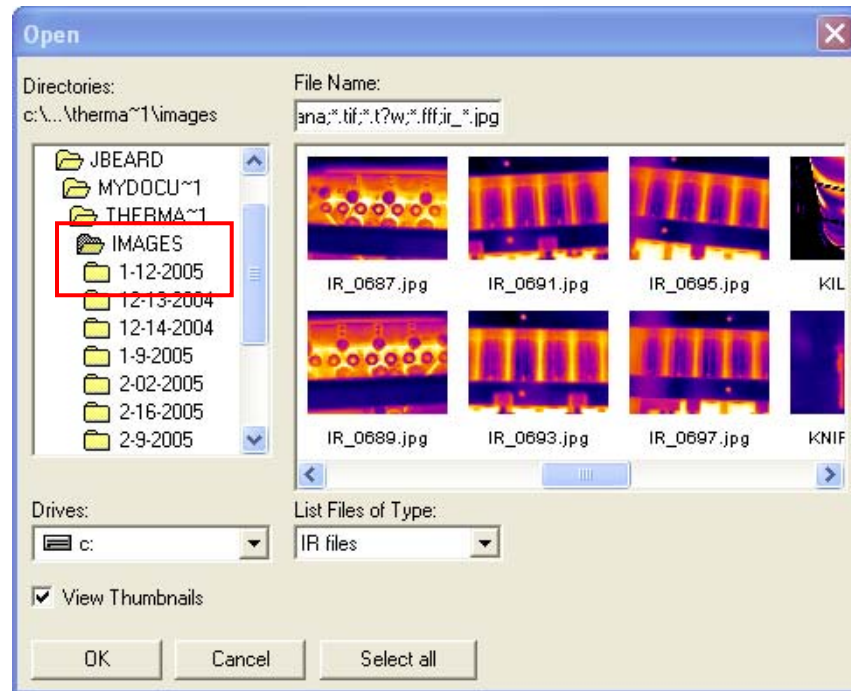 Open
Directories:
c:\...\therma~1\images
File Name:
ana;*.tif;*.t?w;*.fff;ir_*.jpg
JBEARD
MYDOCU~1
THERMA~1
IMAGES
1-12-2005
12-13-2004
12-14-2004
1-9-2005
2-02-2005
2-16-2005
2-9-2005
IR_0687.jpg IR_0691.jpg IR_0695.jpg KIL
IR_0689.jpg IR_0693.jpg IR_0697.jpg KNIF
Drives:
c:
List Files of Type:
IR files
View Thumbnails
OK Cancel Select all